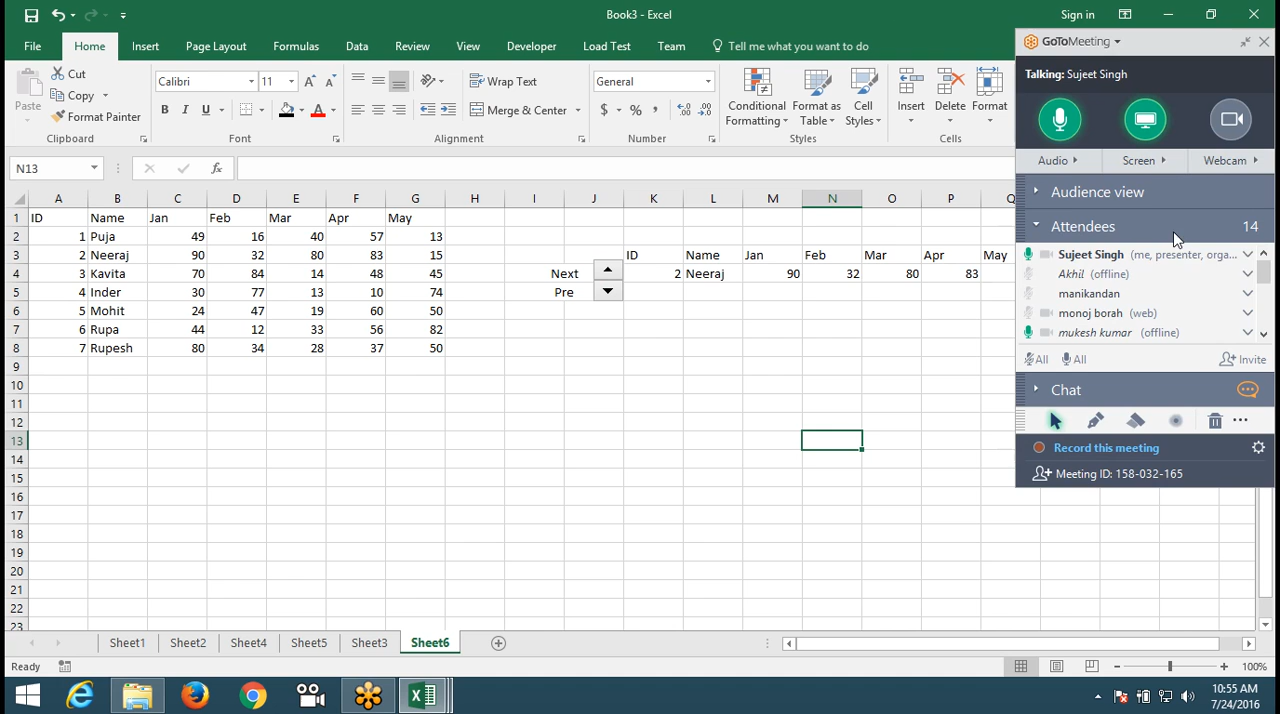 Book3 - Excel
Sign in
File Home Insert Page Layout Formulas Data Review View Developer Load Test Team Tell me what you want to do
Paste
Cut
Copy
Format Painter
Clipboard
Calibri 11
B I U
A
Font
Wrap Text
Merge & Center
Alignment
General
$ % ,
Number
Conditional Formatting
Format as Table
Cell Styles
Styles
Insert Delete Format
Cells
N13
fx
A B C D E F G H I J K L M N O P Q
1 ID Name Jan Feb Mar Apr May
2 1 Puja 49 16 40 57 13
3 2 Neeraj 90 32 80 83 15 ID Name Jan Feb Mar Apr May
4 3 Kavita 70 84 14 48 45 Next 2 Neeraj 90 32 80 83
5 4 Inder 30 77 13 10 74 Pre
6 5 Mohit 24 47 19 60 50
7 6 Rupa 44 12 33 56 82
8 7 Rupesh 80 34 28 37 50
9
10
11
12
13
14
15
16
17
18
19
20
21
22
23
Sheet1 Sheet2 Sheet4 Sheet5 Sheet3 Sheet6
Ready
100%
10:55 AM
7/24/2016
GoToMeeting
Talking: Sujeet Singh
Audio Screen Webcam
Audience view
Attendees 14
Sujeet Singh (me, presenter, orga...
Akhil (offline)
manikandan
monoj borah (web)
mukesh kumar (offline)
All All Invite
Chat
Record this meeting
Meeting ID: 158-032-165